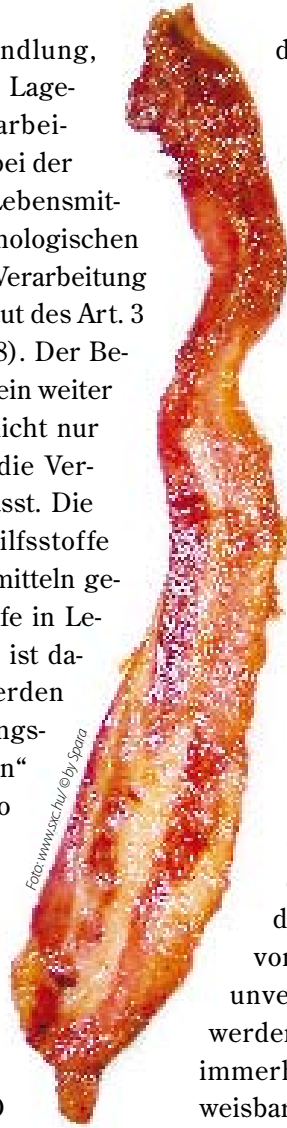 ndlung,
Lage-
arbei-
bei der
Lebensmit-
nologischen
Verarbeitung
ut des Art. 3
8). Der Be-
ein weiter
nicht nur
die Ver-
sst. Die
ilfsstoffe
mitteln ge-
fe in Le-
ist da-
erden
ngs-
n“
o
Foto: www.sxc.hu/ © by Spara
d
d
vor
unve
werden
immerh
weisbar